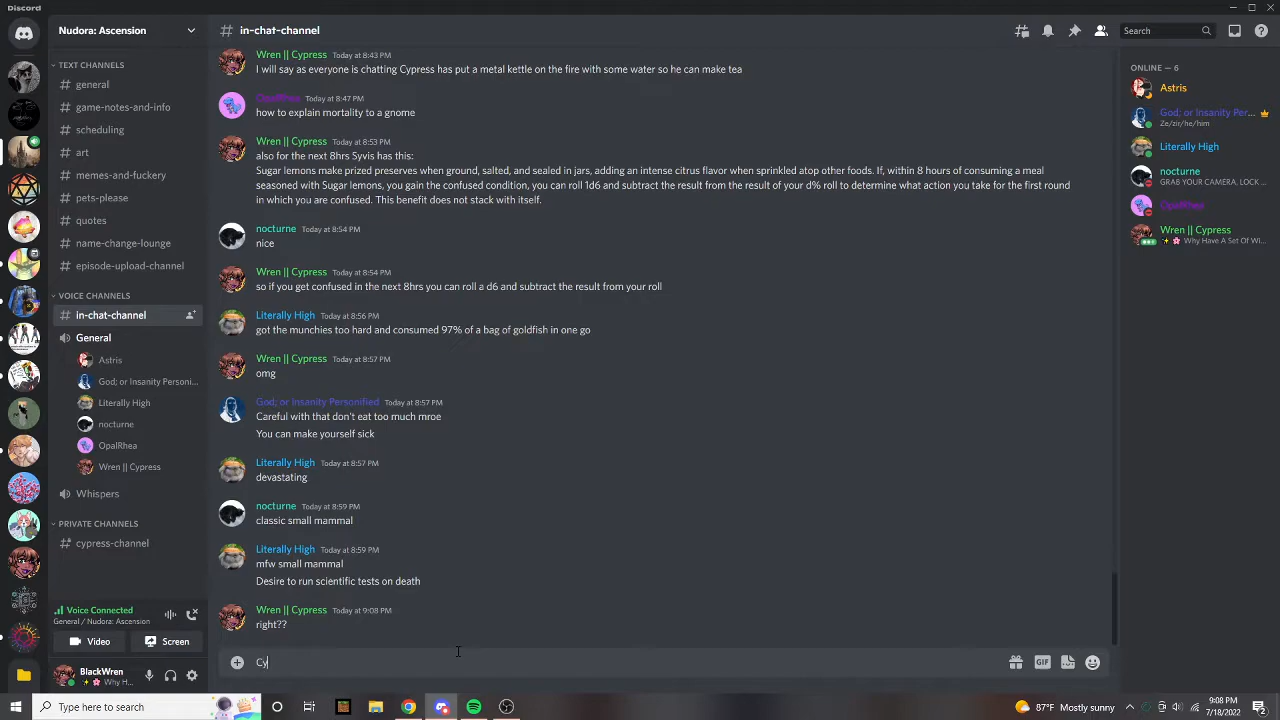 Discord
Nudora: Ascension
# in-chat-channel
Search
TEXT CHANNELS
# general
# game-notes-and-info
# scheduling
# art
# memes-and-fuckery
# pets-please
# quotes
# name-change-lounge
# episode-upload-channel
VOICE CHANNELS
# in-chat-channel
General
Astris
God; or Insanity Personi...
Literally High
nocturne
OpalRhea
Wren || Cypress
Whispers
PRIVATE CHANNELS
# cypress-channel
Voice Connected
General / Nudora: Ascension
Video
Screen
BlackWren
Why H...
Wren || Cypress Today at 8:43 PM
I will say as everyone is chatting Cypress has put a metal kettle on the fire with some water so he can make tea
OpalRhea Today at 8:47 PM
how to explain mortality to a gnome
Wren || Cypress Today at 8:53 PM
also for the next 8hrs Syvis has this:
Sugar lemons make prized preserves when ground, salted, and sealed in jars, adding an intense citrus flavor when sprinkled atop other foods. If, within 8 hours of consuming a meal
seasoned with Sugar lemons, you gain the confused condition, you can roll 1d6 and subtract the result from the result of your d% roll to determine what action you take for the first round
in which you are confused. This benefit does not stack with itself.
nocturne Today at 8:54 PM
nice
Wren || Cypress Today at 8:54 PM
so if you get confused in the next 8hrs you can roll a d6 and subtract the result from your roll
Literally High Today at 8:56 PM
got the munchies too hard and consumed 97% of a bag of goldfish in one go
Wren || Cypress Today at 8:57 PM
omg
God; or Insanity Personified Today at 8:57 PM
Careful with that don't eat too much mroe
You can make yourself sick
Literally High Today at 8:57 PM
devastating
nocturne Today at 8:59 PM
classic small mammal
Literally High Today at 8:59 PM
mfw small mammal
Desire to run scientific tests on death
Wren || Cypress Today at 9:08 PM
right??
Cy
GIF
ONLINE — 6
Astris
God; or Insanity Per...
Ze/zir/he/him
Literally High
nocturne
GRAB YOUR CAMERA, LOCK ...
OpalRhea
Wren || Cypress
Why Have A Set Of Wi...
Type here to search
87°F Mostly sunny
9:08 PM
7/18/2022